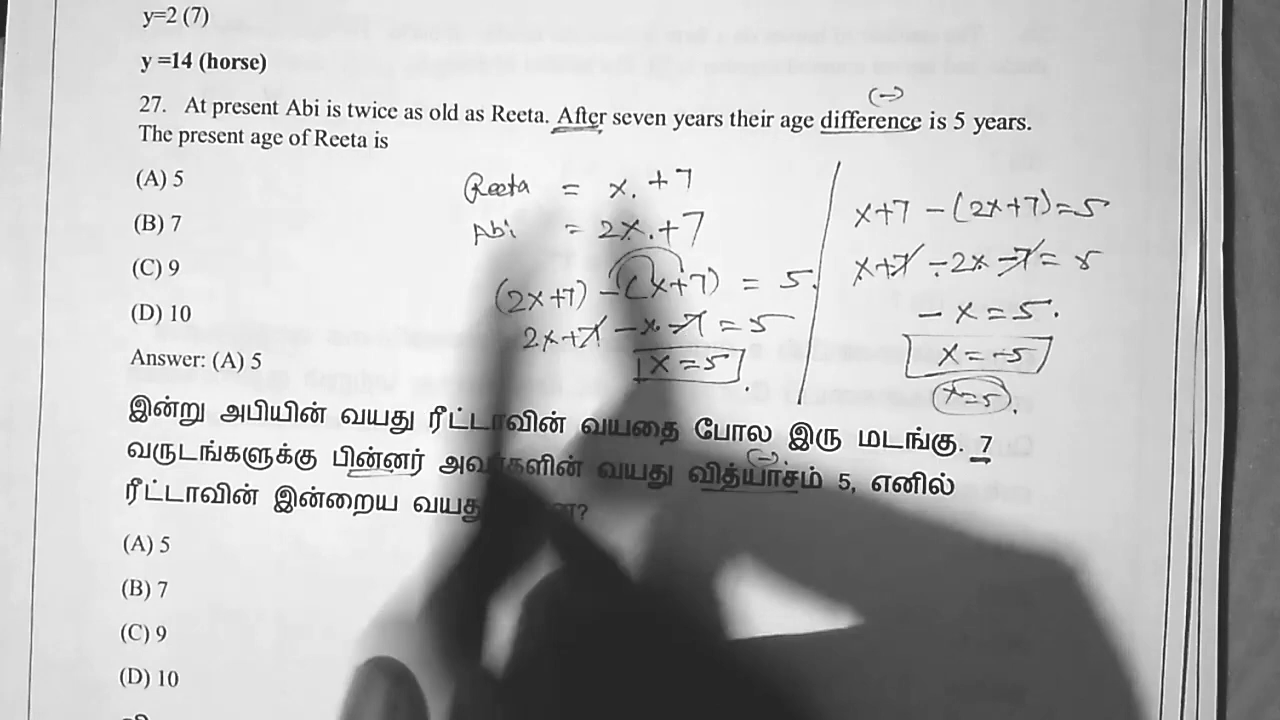 y=2 (7)
y =14 (horse)
(→)
27. At present Abi is twice as old as Reeta. After seven years their age difference is 5 years.
The present age of Reeta is
(A) 5
(B) 7
(C) 9
(D) 10
Answer: (A) 5
Reeta = x. +7
Abi = 2x. +7
(2x+7) – (x+7) = 5.
2x+7 – x – 7 = 5
x = 5
x+7 – (2x+7) = 5
x+7 – 2x – 7 = 5
– x = 5.
x = -5
x=5.
இன்று அபியின் வயது ரீட்டாவின் வயதை போல இரு மடங்கு. 7
வருடங்களுக்கு பின்னர் அவர்களின் வயது வித்யாசம் 5, எனில்
ரீட்டாவின் இன்றைய வயது
(A) 5
(B) 7
(C) 9
(D) 10